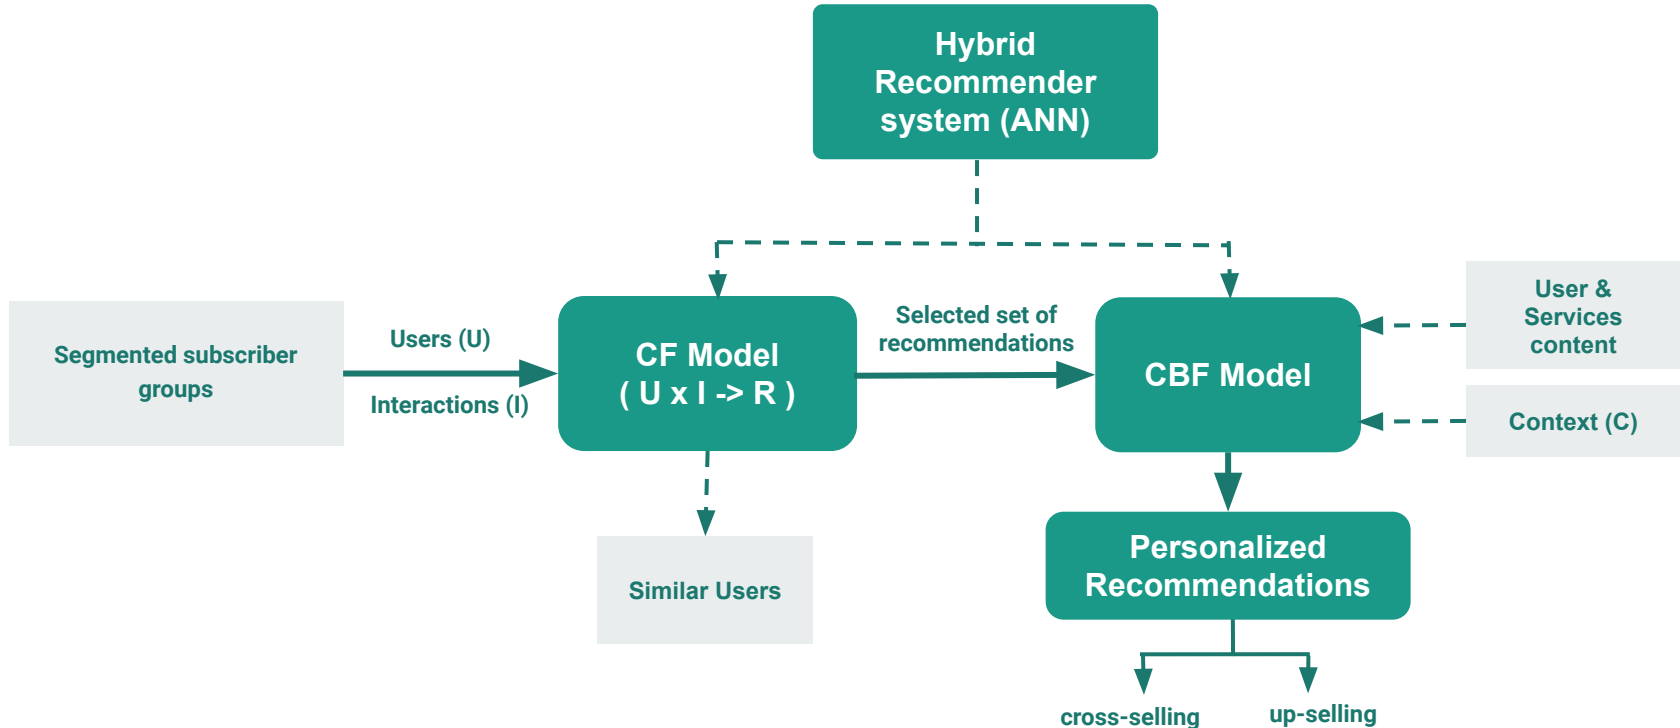 Hybrid
Recommender
system (ANN)
Segmented subscriber
groups
Users (U)
Interactions (I)
CF Model
( U x I -> R )
Selected set of
recommendations
CBF Model
User &
Services
content
Context (C)
Similar Users
Personalized
Recommendations
cross-selling
up-selling